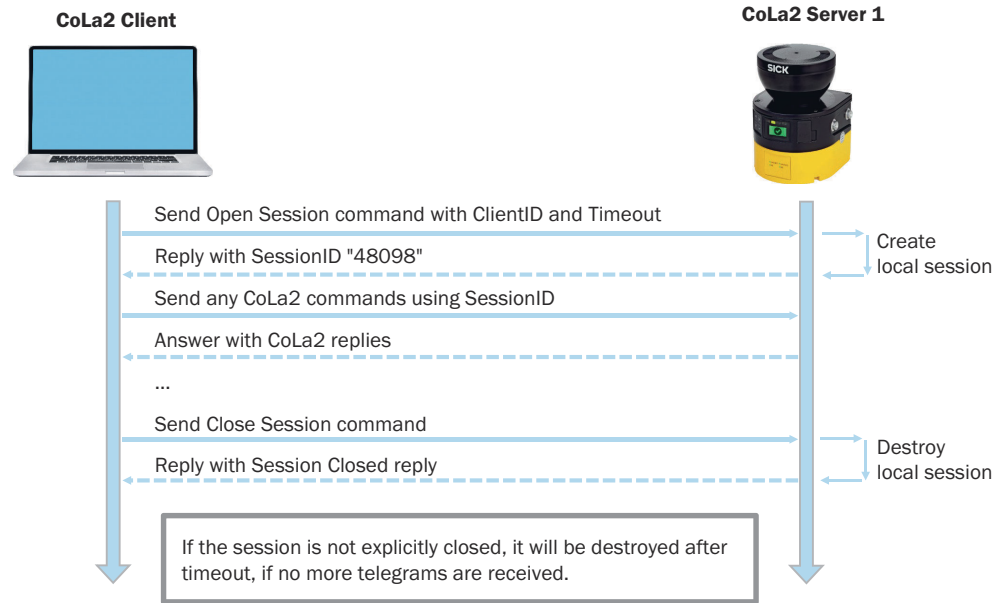 CoLa2 Client
CoLa2 Server 1
SICK
Send Open Session command with ClientID and Timeout
Create
local session
Reply with SessionID "48098"
Send any CoLa2 commands using SessionID
Answer with CoLa2 replies
...
Send Close Session command
Destroy
local session
Reply with Session Closed reply
If the session is not explicitly closed, it will be destroyed after
timeout, if no more telegrams are received.